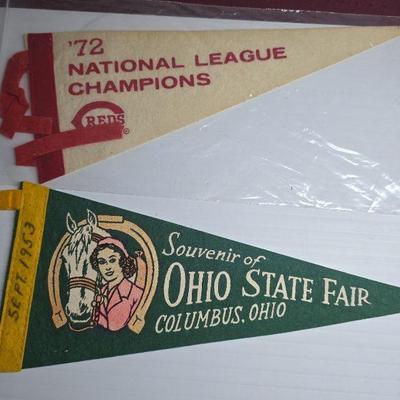 '72
NATIONAL LEAGUE
CHAMPIONS
REDS®
SEPT. 1953
Souvenir of
OHIO STATE FAIR
COLUMBUS, OHIO